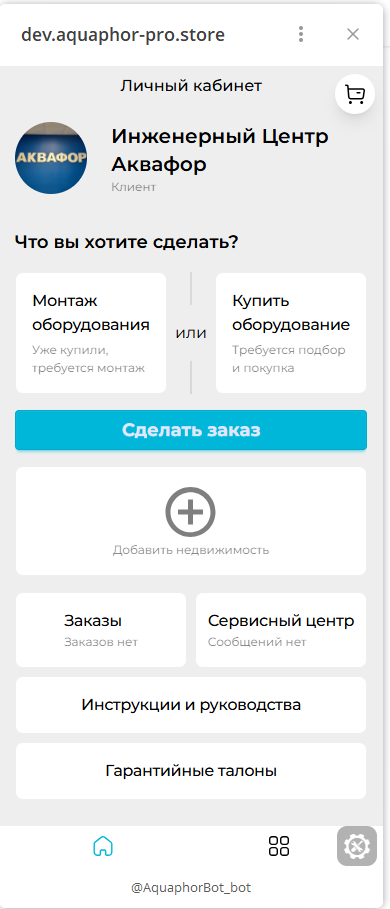 dev.aquaphor-pro.store
Личный кабинет
АКВАФОР
Инженерный Центр
Аквафор
Клиент
Что вы хотите сделать?
Монтаж
оборудования
Уже купили,
требуется монтаж
или
Купить
оборудование
Требуется подбор
и покупка
Сделать заказ
Добавить недвижимость
Заказы
Заказов нет
Сервисный центр
Сообщений нет
Инструкции и руководства
Гарантийные талоны
@AquaphorBot_bot